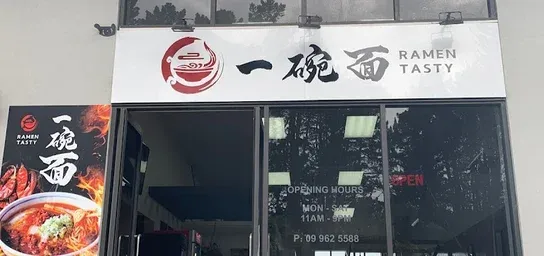 一碗面
RAMEN
TASTY
RAMEN
TASTY
一碗面
OPENING HOURS
MON - SAT
11AM - 9PM
P: 09 962 5588
OPEN